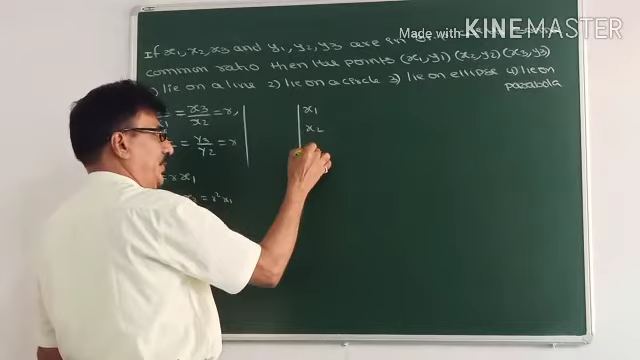 Made with KINEMASTER
If x1, x2, x3 and y1, y2, y3 are in
common ratio then the points (x1, y1) (x2, y2) (x3, y3)
lie on a line 2) lie on a circle 3) lie on ellipse 4) lie on
parabola
= x3/x2 = r,
= y3/y2 = r
= r x1
= r² x1
x1
x2